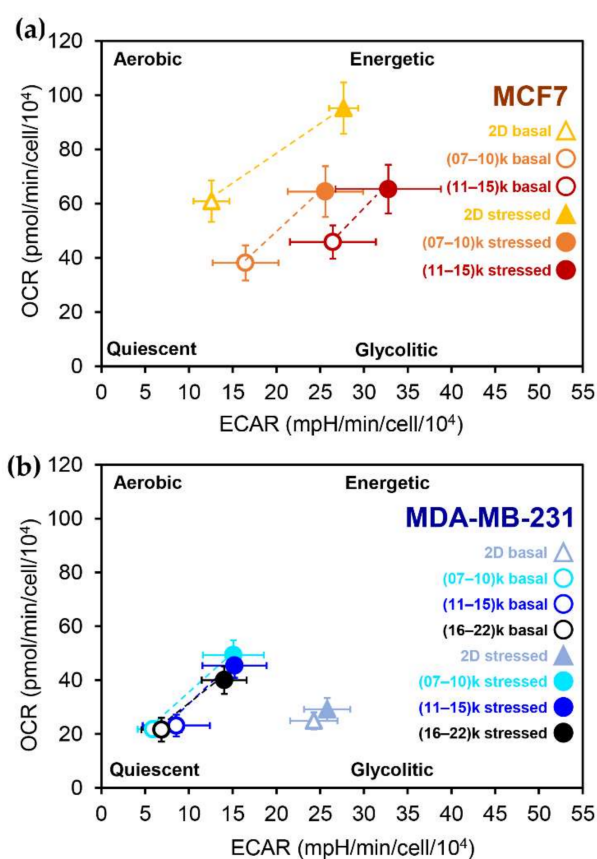 (a)
120
100
80
60
40
20
0
OCR (pmol/min/cell/10⁴)
Aerobic
Energetic
MCF7
2D basal
(07–10)k basal
(11–15)k basal
2D stressed
(07–10)k stressed
(11–15)k stressed
Quiescent
Glycolitic
0 5 10 15 20 25 30 35 40 45 50 55
ECAR (mpH/min/cell/10⁴)
(b)
120
100
80
60
40
20
0
OCR (pmol/min/cell/10⁴)
Aerobic
Energetic
MDA-MB-231
2D basal
(07–10)k basal
(11–15)k basal
(16–22)k basal
2D stressed
(07–10)k stressed
(11–15)k stressed
(16–22)k stressed
Quiescent
Glycolitic
0 5 10 15 20 25 30 35 40 45 50 55
ECAR (mpH/min/cell/10⁴)